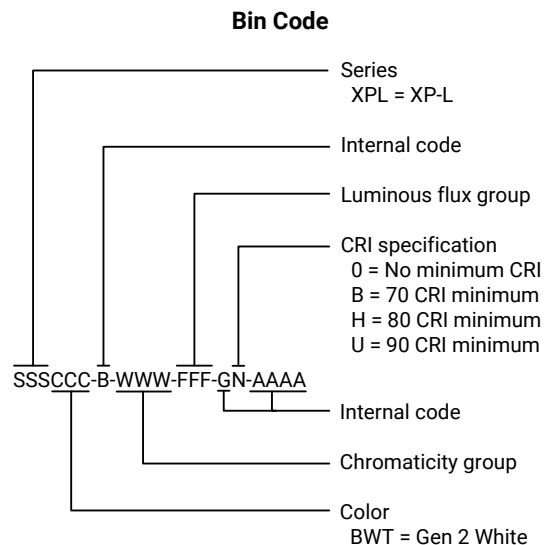 Bin Code
Series
XPL = XP-L
Internal code
Luminous flux group
CRI specification
0 = No minimum CRI
B = 70 CRI minimum
H = 80 CRI minimum
U = 90 CRI minimum
SSSCCC-B-WWW-FFF-GN-AAAA
Internal code
Chromaticity group
Color
BWT = Gen 2 White